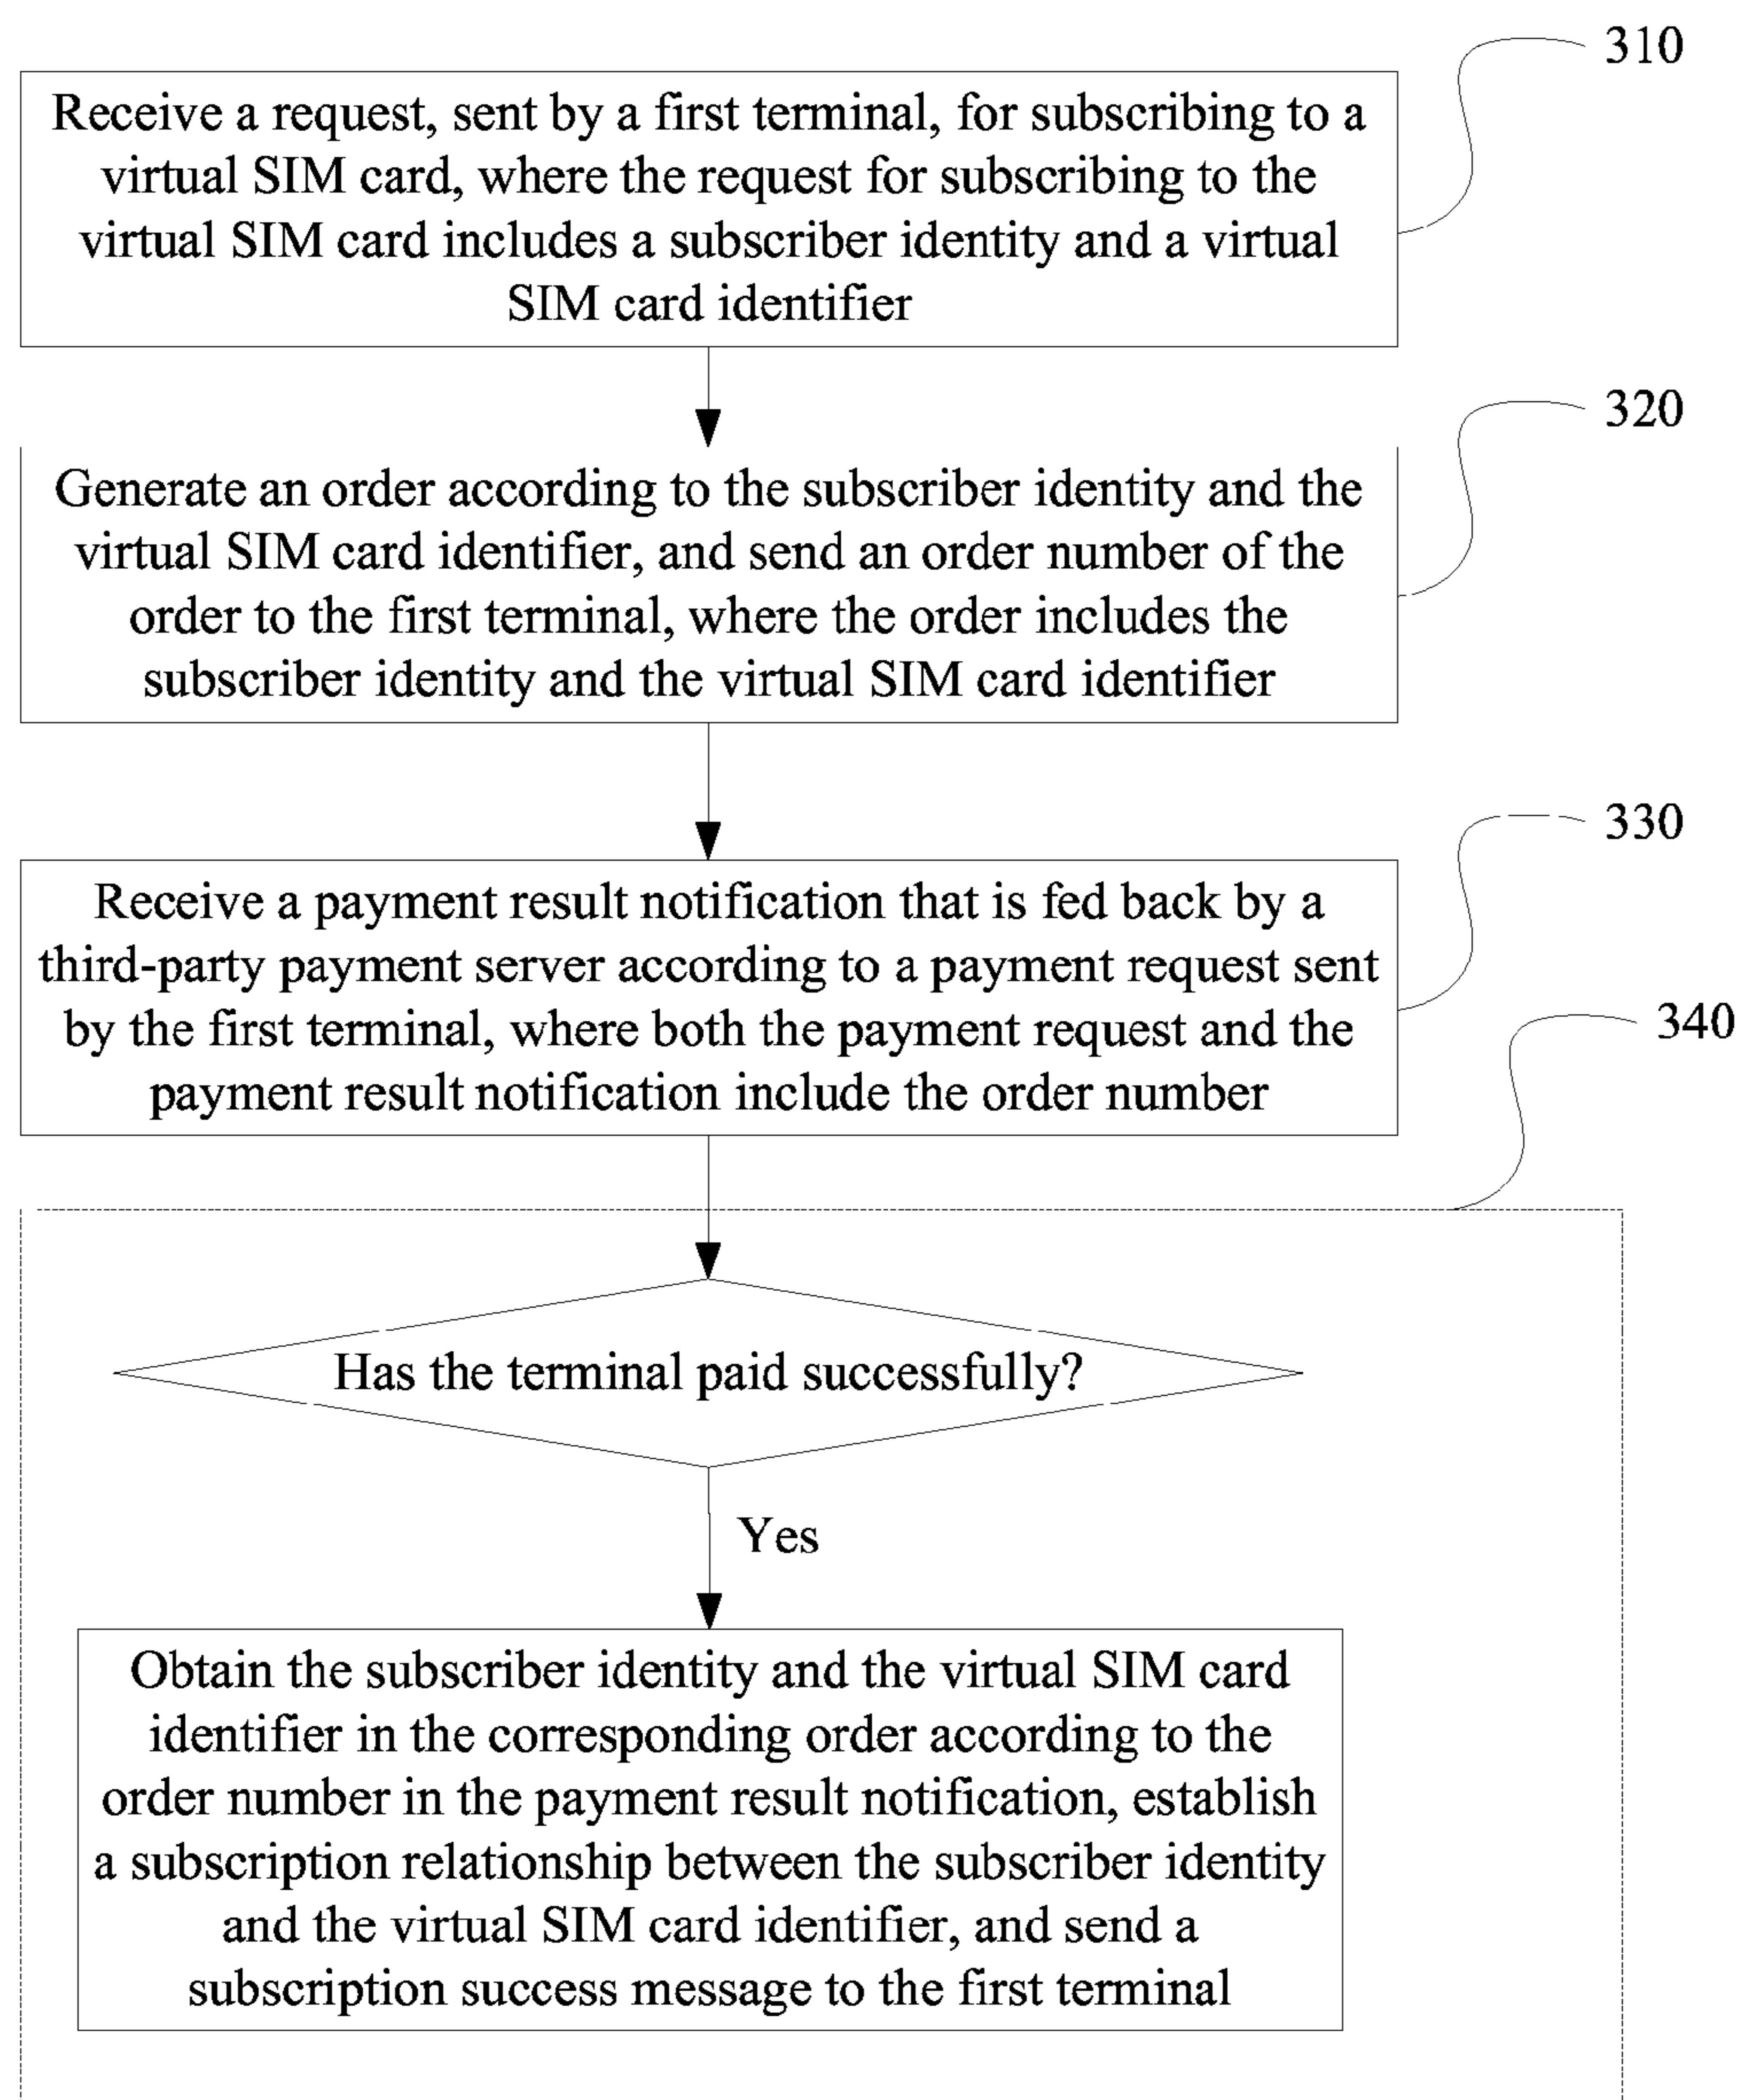 310
Receive a request, sent by a first terminal, for subscribing to a
virtual SIM card, where the request for subscribing to the
virtual SIM card includes a subscriber identity and a virtual
SIM card identifier
320
Generate an order according to the subscriber identity and the
virtual SIM card identifier, and send an order number of the
order to the first terminal, where the order includes the
subscriber identity and the virtual SIM card identifier
330
Receive a payment result notification that is fed back by a
third-party payment server according to a payment request sent
by the first terminal, where both the payment request and the
payment result notification include the order number
340
Has the terminal paid successfully?
Yes
Obtain the subscriber identity and the virtual SIM card
identifier in the corresponding order according to the
order number in the payment result notification, establish
a subscription relationship between the subscriber identity
and the virtual SIM card identifier, and send a
subscription success message to the first terminal